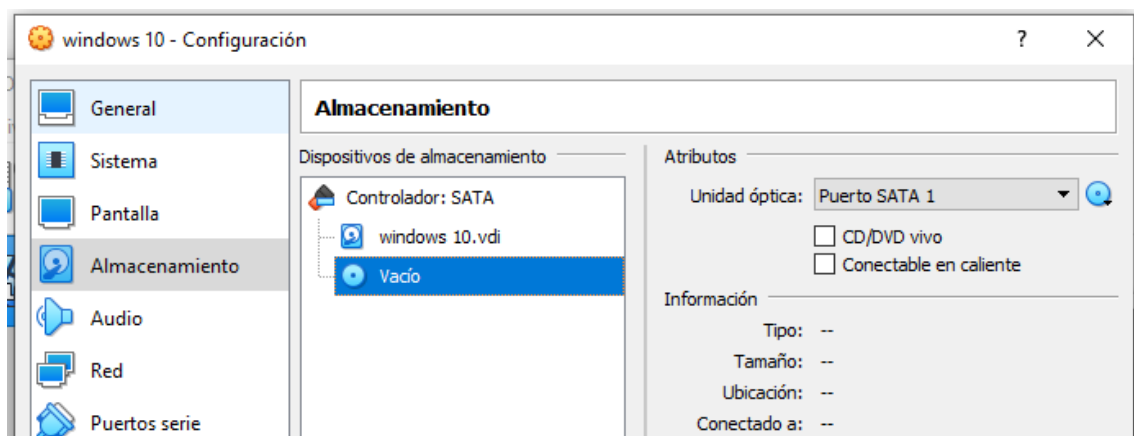 windows 10 - Configuración
?
General
Sistema
Pantalla
Almacenamiento
Audio
Red
Puertos serie
Almacenamiento
Dispositivos de almacenamiento
Controlador: SATA
windows 10.vdi
Vacío
Atributos
Unidad óptica: Puerto SATA 1
CD/DVD vivo
Conectable en caliente
Información
Tipo: --
Tamaño: --
Ubicación: --
Conectado a: --